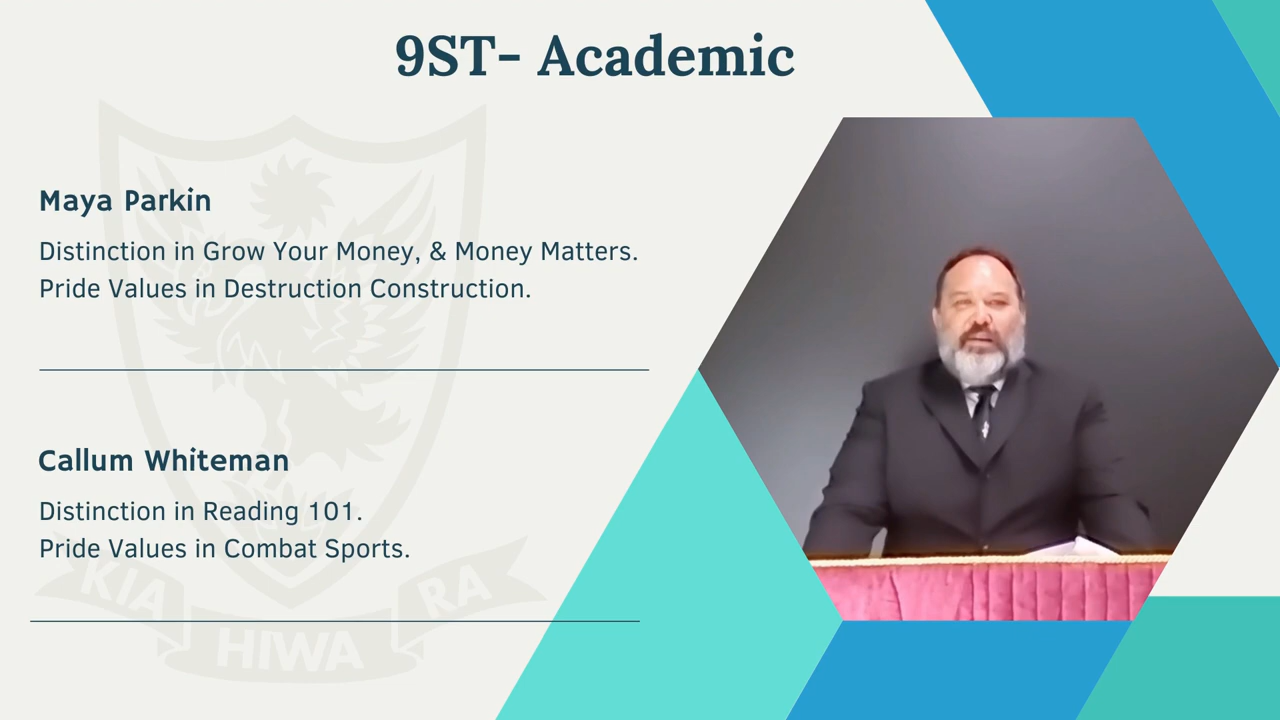 9ST- Academic
Maya Parkin
Distinction in Grow Your Money, & Money Matters.
Pride Values in Destruction Construction.
Callum Whiteman
Distinction in Reading 101.
Pride Values in Combat Sports.
KIA HIWA RA